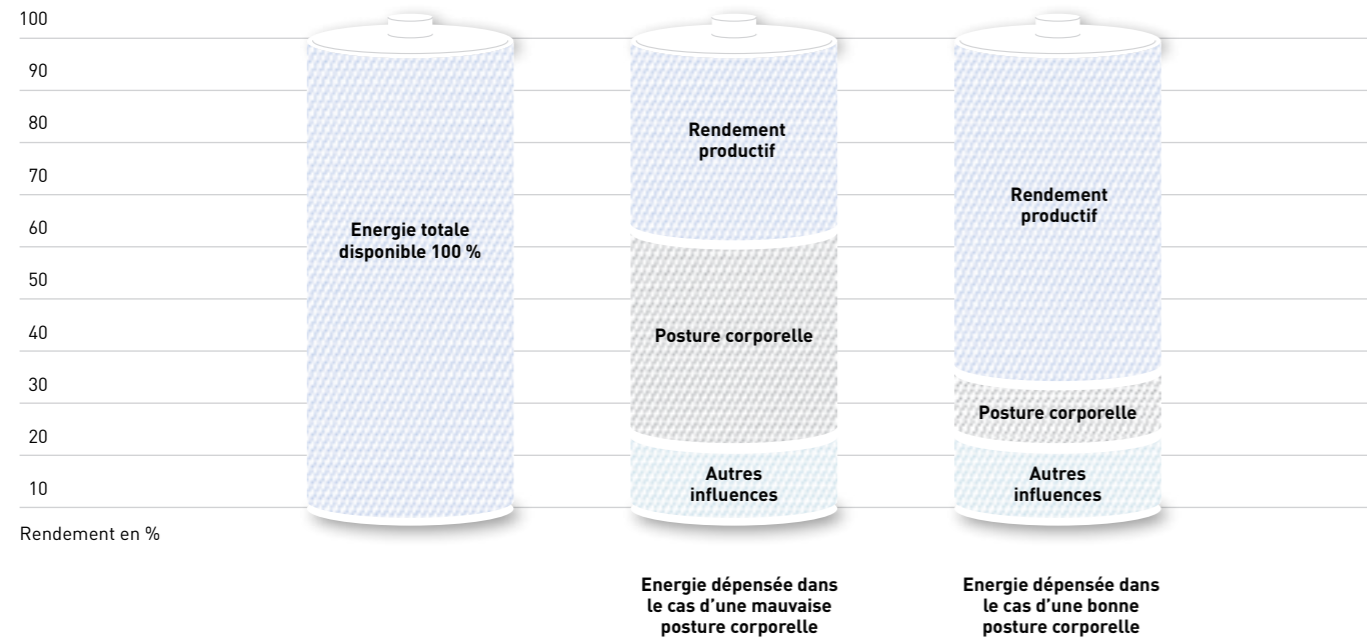 100
90
80
70
60
50
40
30
20
10
Rendement en %
Energie totale
disponible 100 %
Rendement
productif
Posture corporelle
Autres
influences
Energie dépensée dans
le cas d’une mauvaise
posture corporelle
Rendement
productif
Posture corporelle
Autres
influences
Energie dépensée dans
le cas d’une bonne
posture corporelle